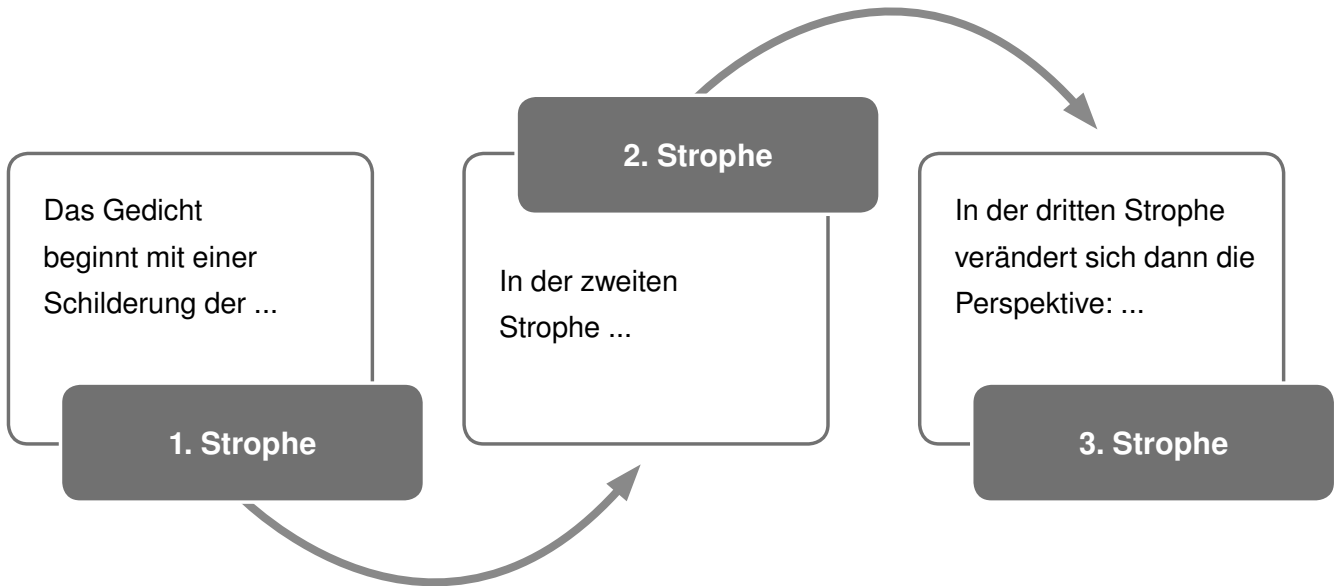 Das Gedicht
beginnt mit einer
Schilderung der ...
1. Strophe
2. Strophe
In der zweiten
Strophe ...
In der dritten Strophe
verändert sich dann die
Perspektive: ...
3. Strophe